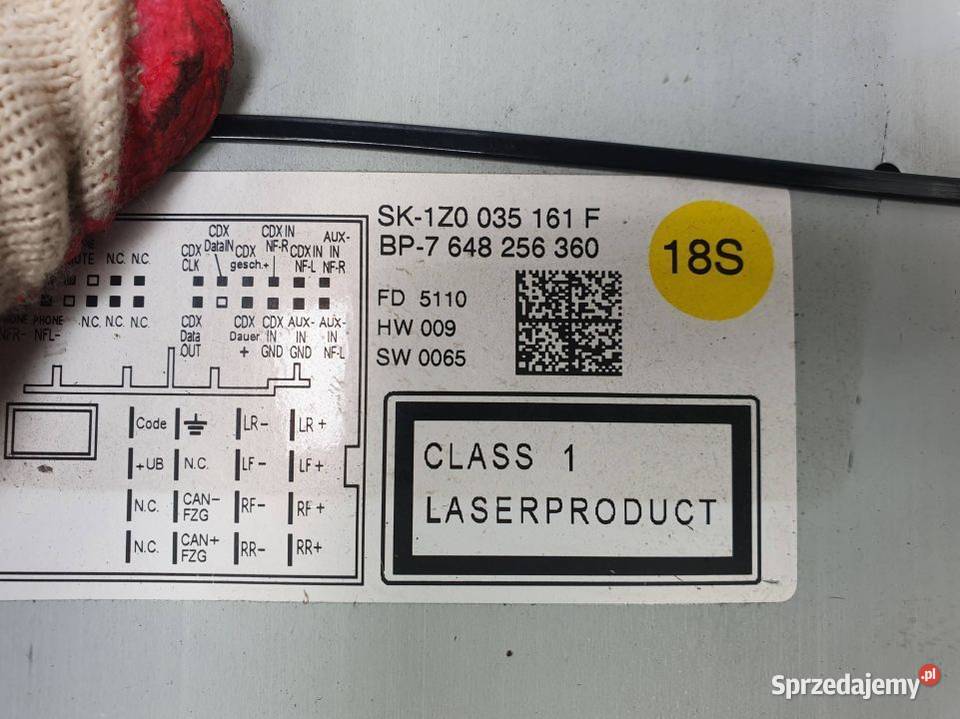 SK-1Z0 035 161 F
BP-7 648 256 360
18S
FD 5110
HW 009
SW 0065
CLASS 1
LASERPRODUCT
CDX IN AUX-
CDX NF-R IN
CDX DataIN CDX CDX IN NF-R
CLK gesch.+ NF-L
N.C. N.C.
PHONE N.C. N.C. N.C. CDX CDX CDX AUX- AUX-
NFR- NFL- Data Dauer IN IN IN
OUT + GND GND NF-L
Code LR- LR+
+UB N.C. LF- LF+
N.C. CAN- RF- RF+
FZG
N.C. CAN+ RR- RR+
FZG
Sprzedajemy.pl